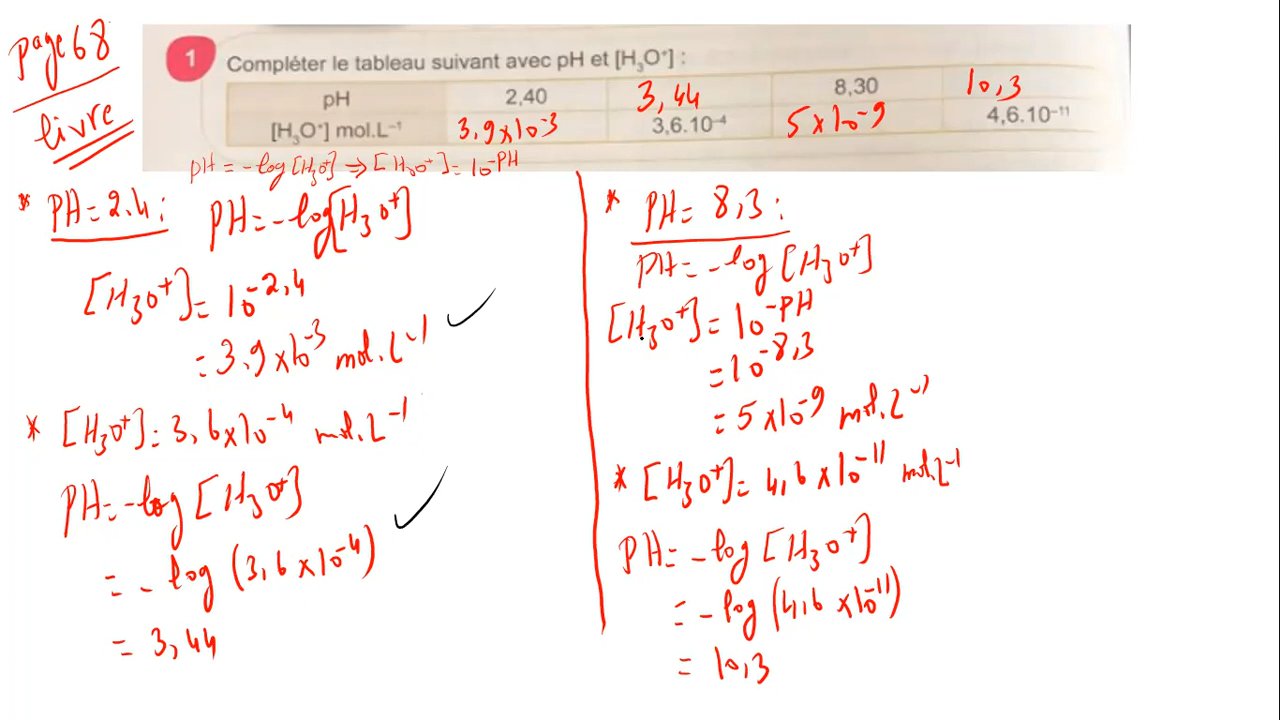 page 68
livre
1 Compléter le tableau suivant avec pH et [H₃O⁺] :
pH 2,40 3,44 8,30 10,3
[H₃O⁺] mol.L⁻¹ 3.9x10⁻³ 3,6.10⁻⁴ 5x10⁻⁹ 4,6.10⁻¹¹
pH = -log[H₃O⁺] ⇒ [H₃O⁺] = 10⁻ᴾᴴ
* PH = 2.4 : PH = -log[H₃O⁺]
[H₃O⁺] = 10⁻²,⁴
= 3.9x10⁻³ mol.L⁻¹ ✓
* [H₃O⁺] = 3,6x10⁻⁴ mol.L⁻¹
PH = -log[H₃O⁺]
= -log(3,6x10⁻⁴) ✓
= 3,44
* PH = 8,3 :
PH = -log[H₃O⁺]
[H₃O⁺] = 10⁻ᴾᴴ
= 10⁻⁸,³
= 5x10⁻⁹ mol.L⁻¹
* [H₃O⁺] = 4,6x10⁻¹¹ mol.L⁻¹
PH = -log[H₃O⁺]
= -log(4,6x10⁻¹¹)
= 10,3